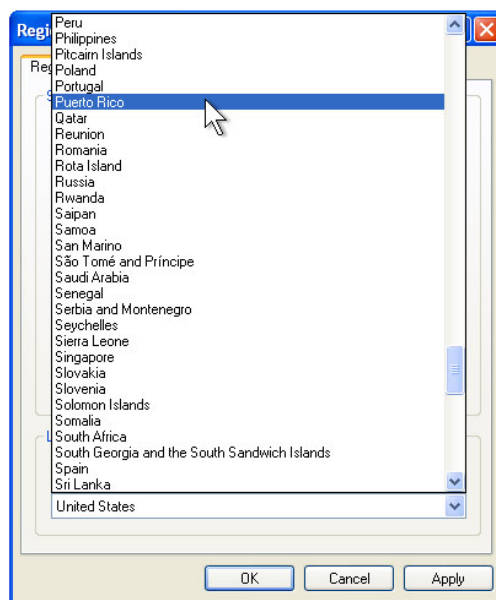 Regi
Peru
Philippines
Pitcairn Islands
Poland
Reg
Portugal
Puerto Rico
Qatar
Reunion
Romania
Rota Island
Russia
Rwanda
Saipan
Samoa
San Marino
São Tomé and Príncipe
Saudi Arabia
Senegal
Serbia and Montenegro
Seychelles
Sierra Leone
Singapore
Slovakia
Slovenia
Solomon Islands
Somalia
South Africa
South Georgia and the South Sandwich Islands
Spain
Sri Lanka
United States
OK
Cancel
Apply